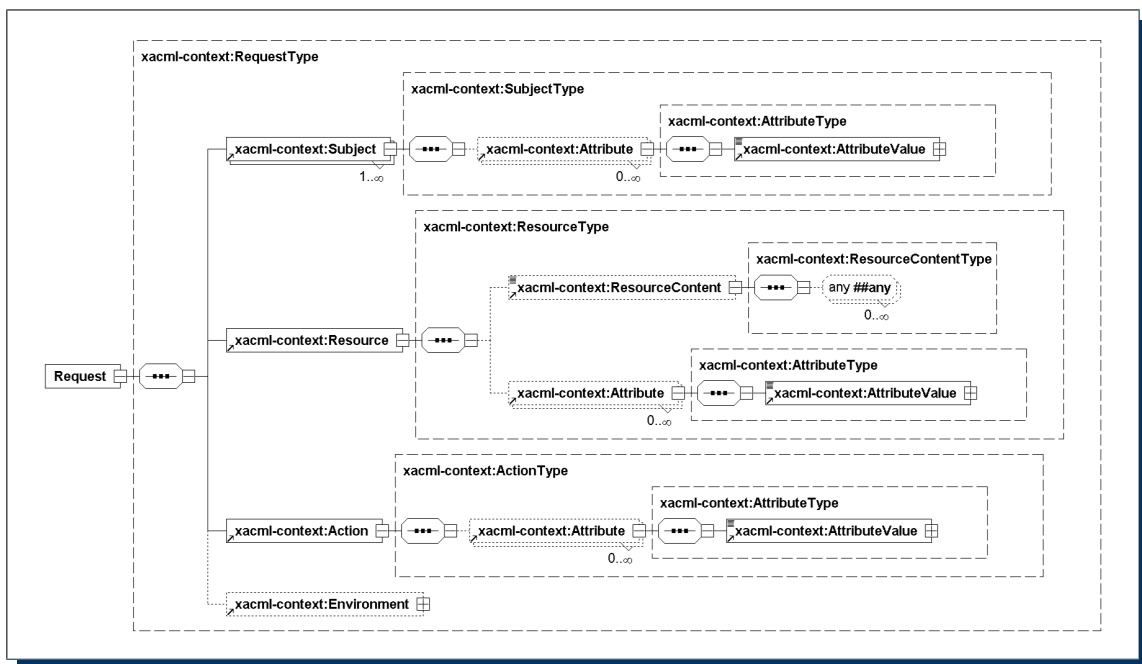 xacml-context:RequestType
xacml-context:SubjectType
xacml-context:AttributeType
xacml-context:Subject
1..∞
xacml-context:Attribute
0..∞
xacml-context:AttributeValue
xacml-context:ResourceType
xacml-context:ResourceContentType
xacml-context:ResourceContent
any ##any
0..∞
xacml-context:Resource
Request
xacml-context:AttributeType
xacml-context:Attribute
0..∞
xacml-context:AttributeValue
xacml-context:ActionType
xacml-context:AttributeType
xacml-context:Action
xacml-context:Attribute
0..∞
xacml-context:AttributeValue
xacml-context:Environment